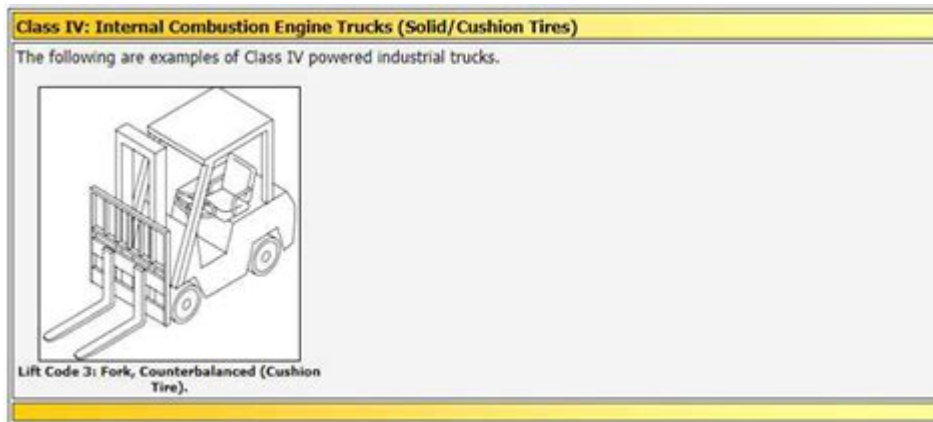 Class IV: Internal Combustion Engine Trucks (Solid/Cushion Tires)
The following are examples of Class IV powered industrial trucks.
Lift Code 3: Fork, Counterbalanced (Cushion
Tire).